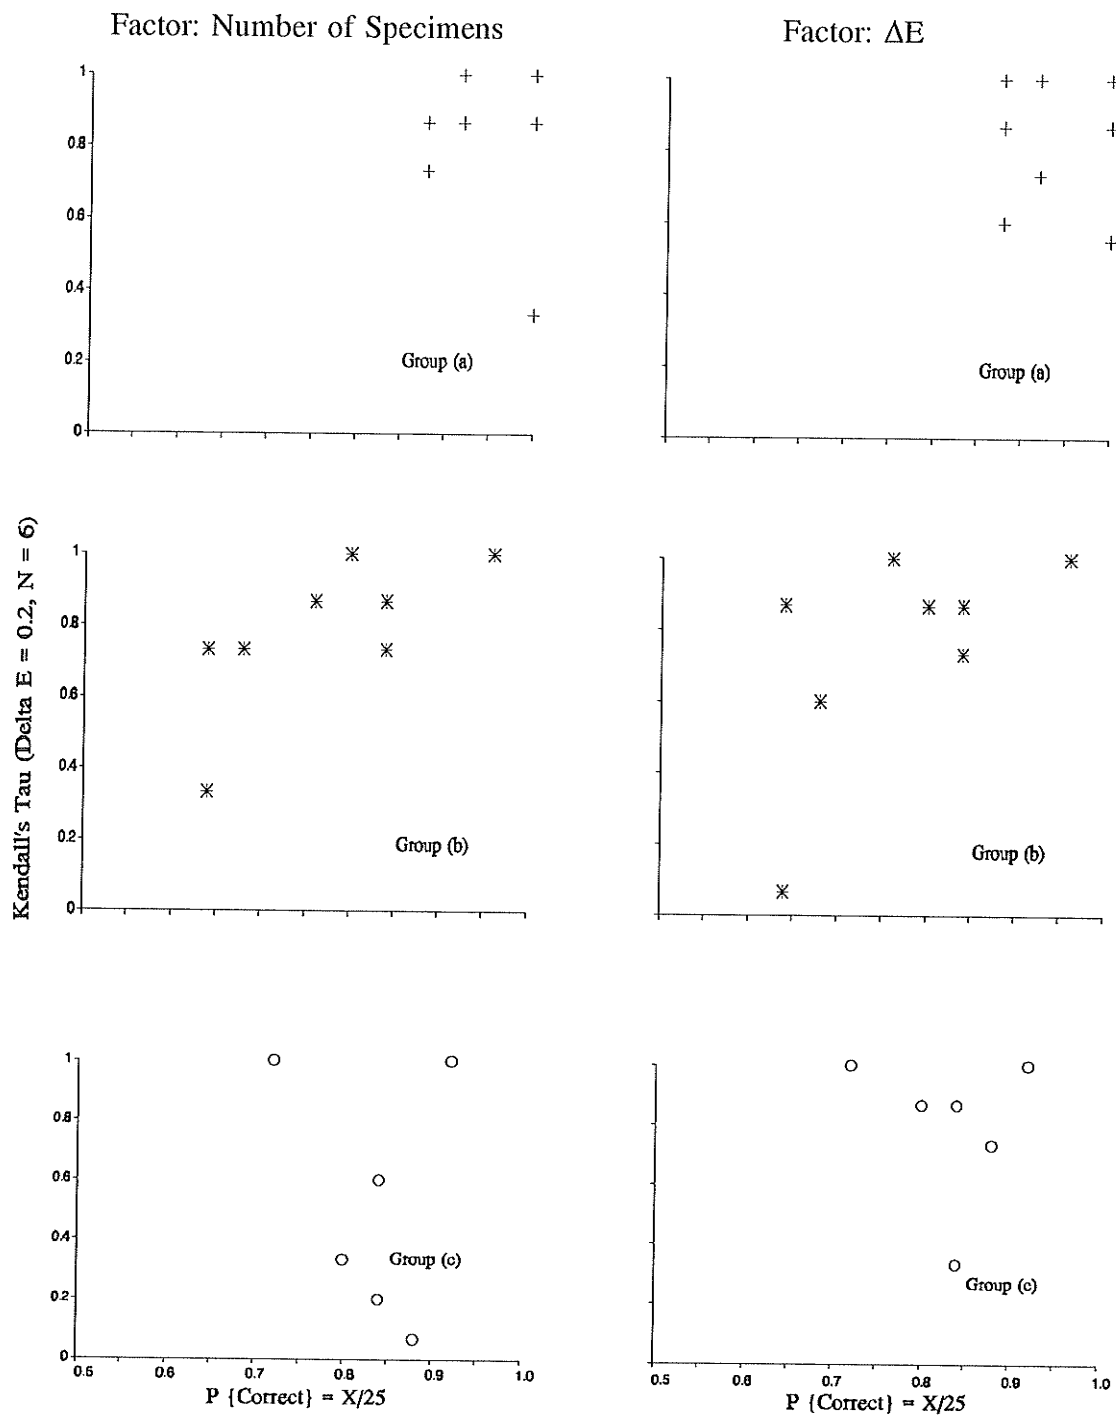 Factor: Number of Specimens
Factor: ΔE
1
0.8
0.6
0.4
0.2
0
Group (a)
Group (a)
Kendall's Tau (Delta E = 0.2, N = 6)
1
0.8
0.6
0.4
0.2
0
Group (b)
Group (b)
1
0.8
0.6
0.4
0.2
0
Group (c)
Group (c)
0.5 0.6 0.7 0.8 0.9 1.0
0.5 0.6 0.7 0.8 0.9 1.0
P {Correct} = X/25
P {Correct} = X/25